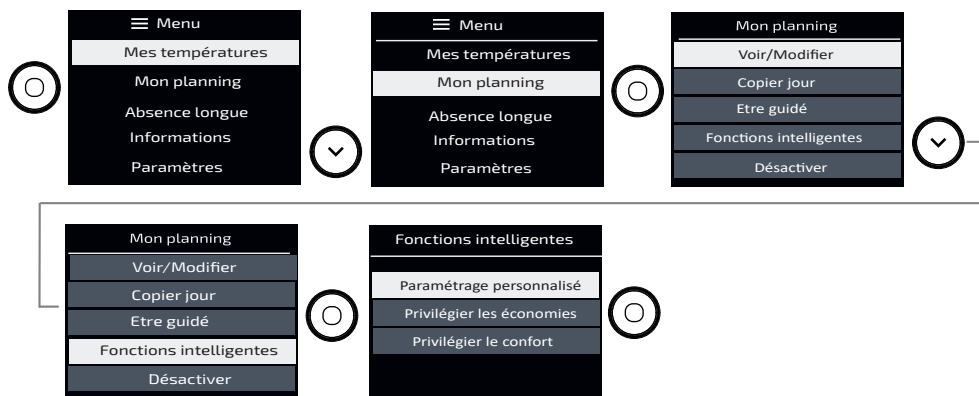 Menu
Mes températures
Mon planning
Absence longue
Informations
Paramètres
Menu
Mes températures
Mon planning
Absence longue
Informations
Paramètres
Mon planning
Voir/Modifier
Copier jour
Etre guidé
Fonctions intelligentes
Désactiver
Mon planning
Voir/Modifier
Copier jour
Etre guidé
Fonctions intelligentes
Désactiver
Fonctions intelligentes
Paramétrage personnalisé
Privilégier les économies
Privilégier le confort